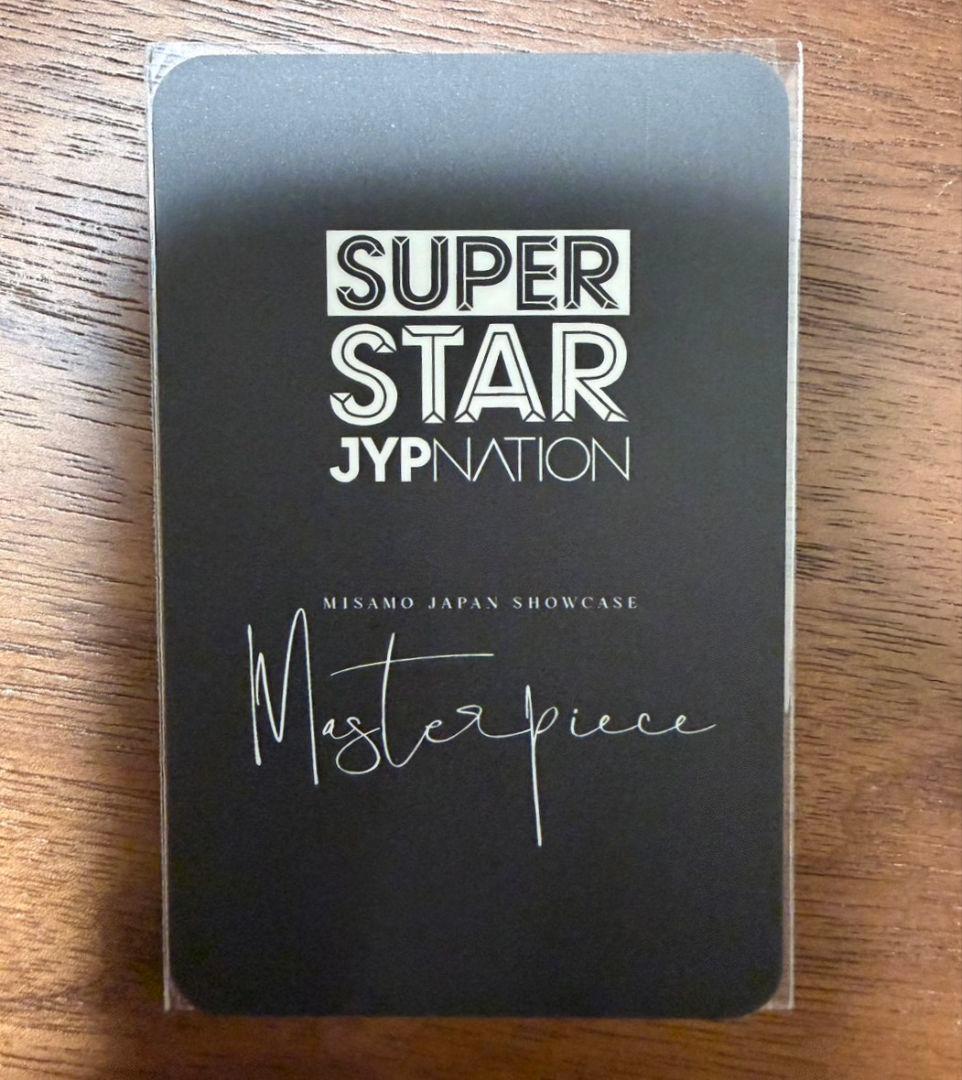 SUPER
STAR
JYPNATION
MISAMO JAPAN SHOWCASE
Masterpiece